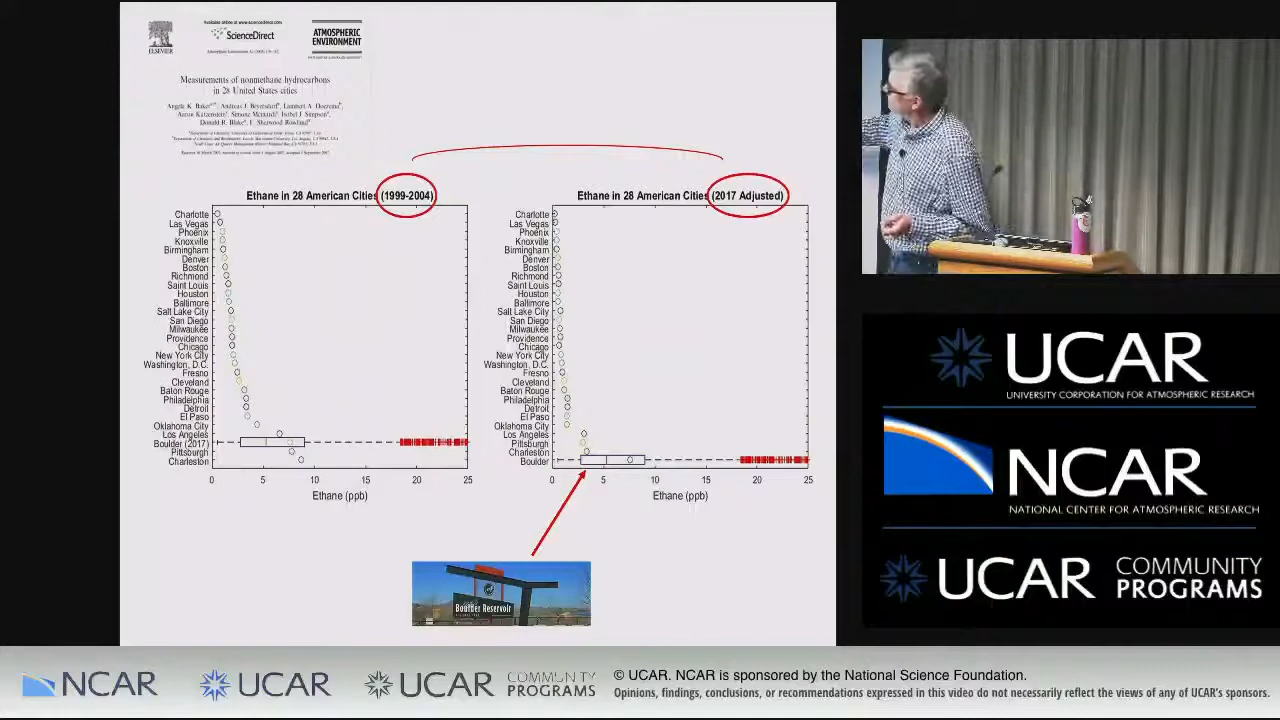 ELSEVIER
Available online at www.sciencedirect.com
ScienceDirect
ATMOSPHERIC
ENVIRONMENT
Measurements of nonmethane hydrocarbons
in 28 United States cities
Angela K. Baker, Andreas J. Beyersdorf, Lambert A. Doezema,
Aaron Katzenstein, Simone Meinardi, Isobel J. Simpson,
Donald R. Blake, F. Sherwood Rowland
Ethane in 28 American Cities (1999-2004)
Charlotte
Las Vegas
Phoenix
Knoxville
Birmingham
Denver
Boston
Richmond
Saint Louis
Houston
Baltimore
Salt Lake City
San Diego
Milwaukee
Providence
Chicago
New York City
Washington, D.C.
Fresno
Cleveland
Baton Rouge
Philadelphia
Detroit
El Paso
Oklahoma City
Los Angeles
Boulder (2017)
Pittsburgh
Charleston
0 5 10 15 20 25
Ethane (ppb)
Ethane in 28 American Cities (2017 Adjusted)
Charlotte
Las Vegas
Phoenix
Knoxville
Birmingham
Denver
Boston
Richmond
Saint Louis
Houston
Baltimore
Salt Lake City
San Diego
Milwaukee
Providence
Chicago
New York City
Washington, D.C.
Fresno
Cleveland
Baton Rouge
Philadelphia
Detroit
El Paso
Oklahoma City
Los Angeles
Pittsburgh
Charleston
Boulder
0 5 10 15 20 25
Ethane (ppb)
Boulder Reservoir
UCAR
UNIVERSITY CORPORATION FOR ATMOSPHERIC RESEARCH
NCAR
NATIONAL CENTER FOR ATMOSPHERIC RESEARCH
UCAR COMMUNITY
PROGRAMS
NCAR UCAR UCAR COMMUNITY
PROGRAMS
© UCAR. NCAR is sponsored by the National Science Foundation.
Opinions, findings, conclusions, or recommendations expressed in this video do not necessarily reflect the views of any of UCAR's sponsors.